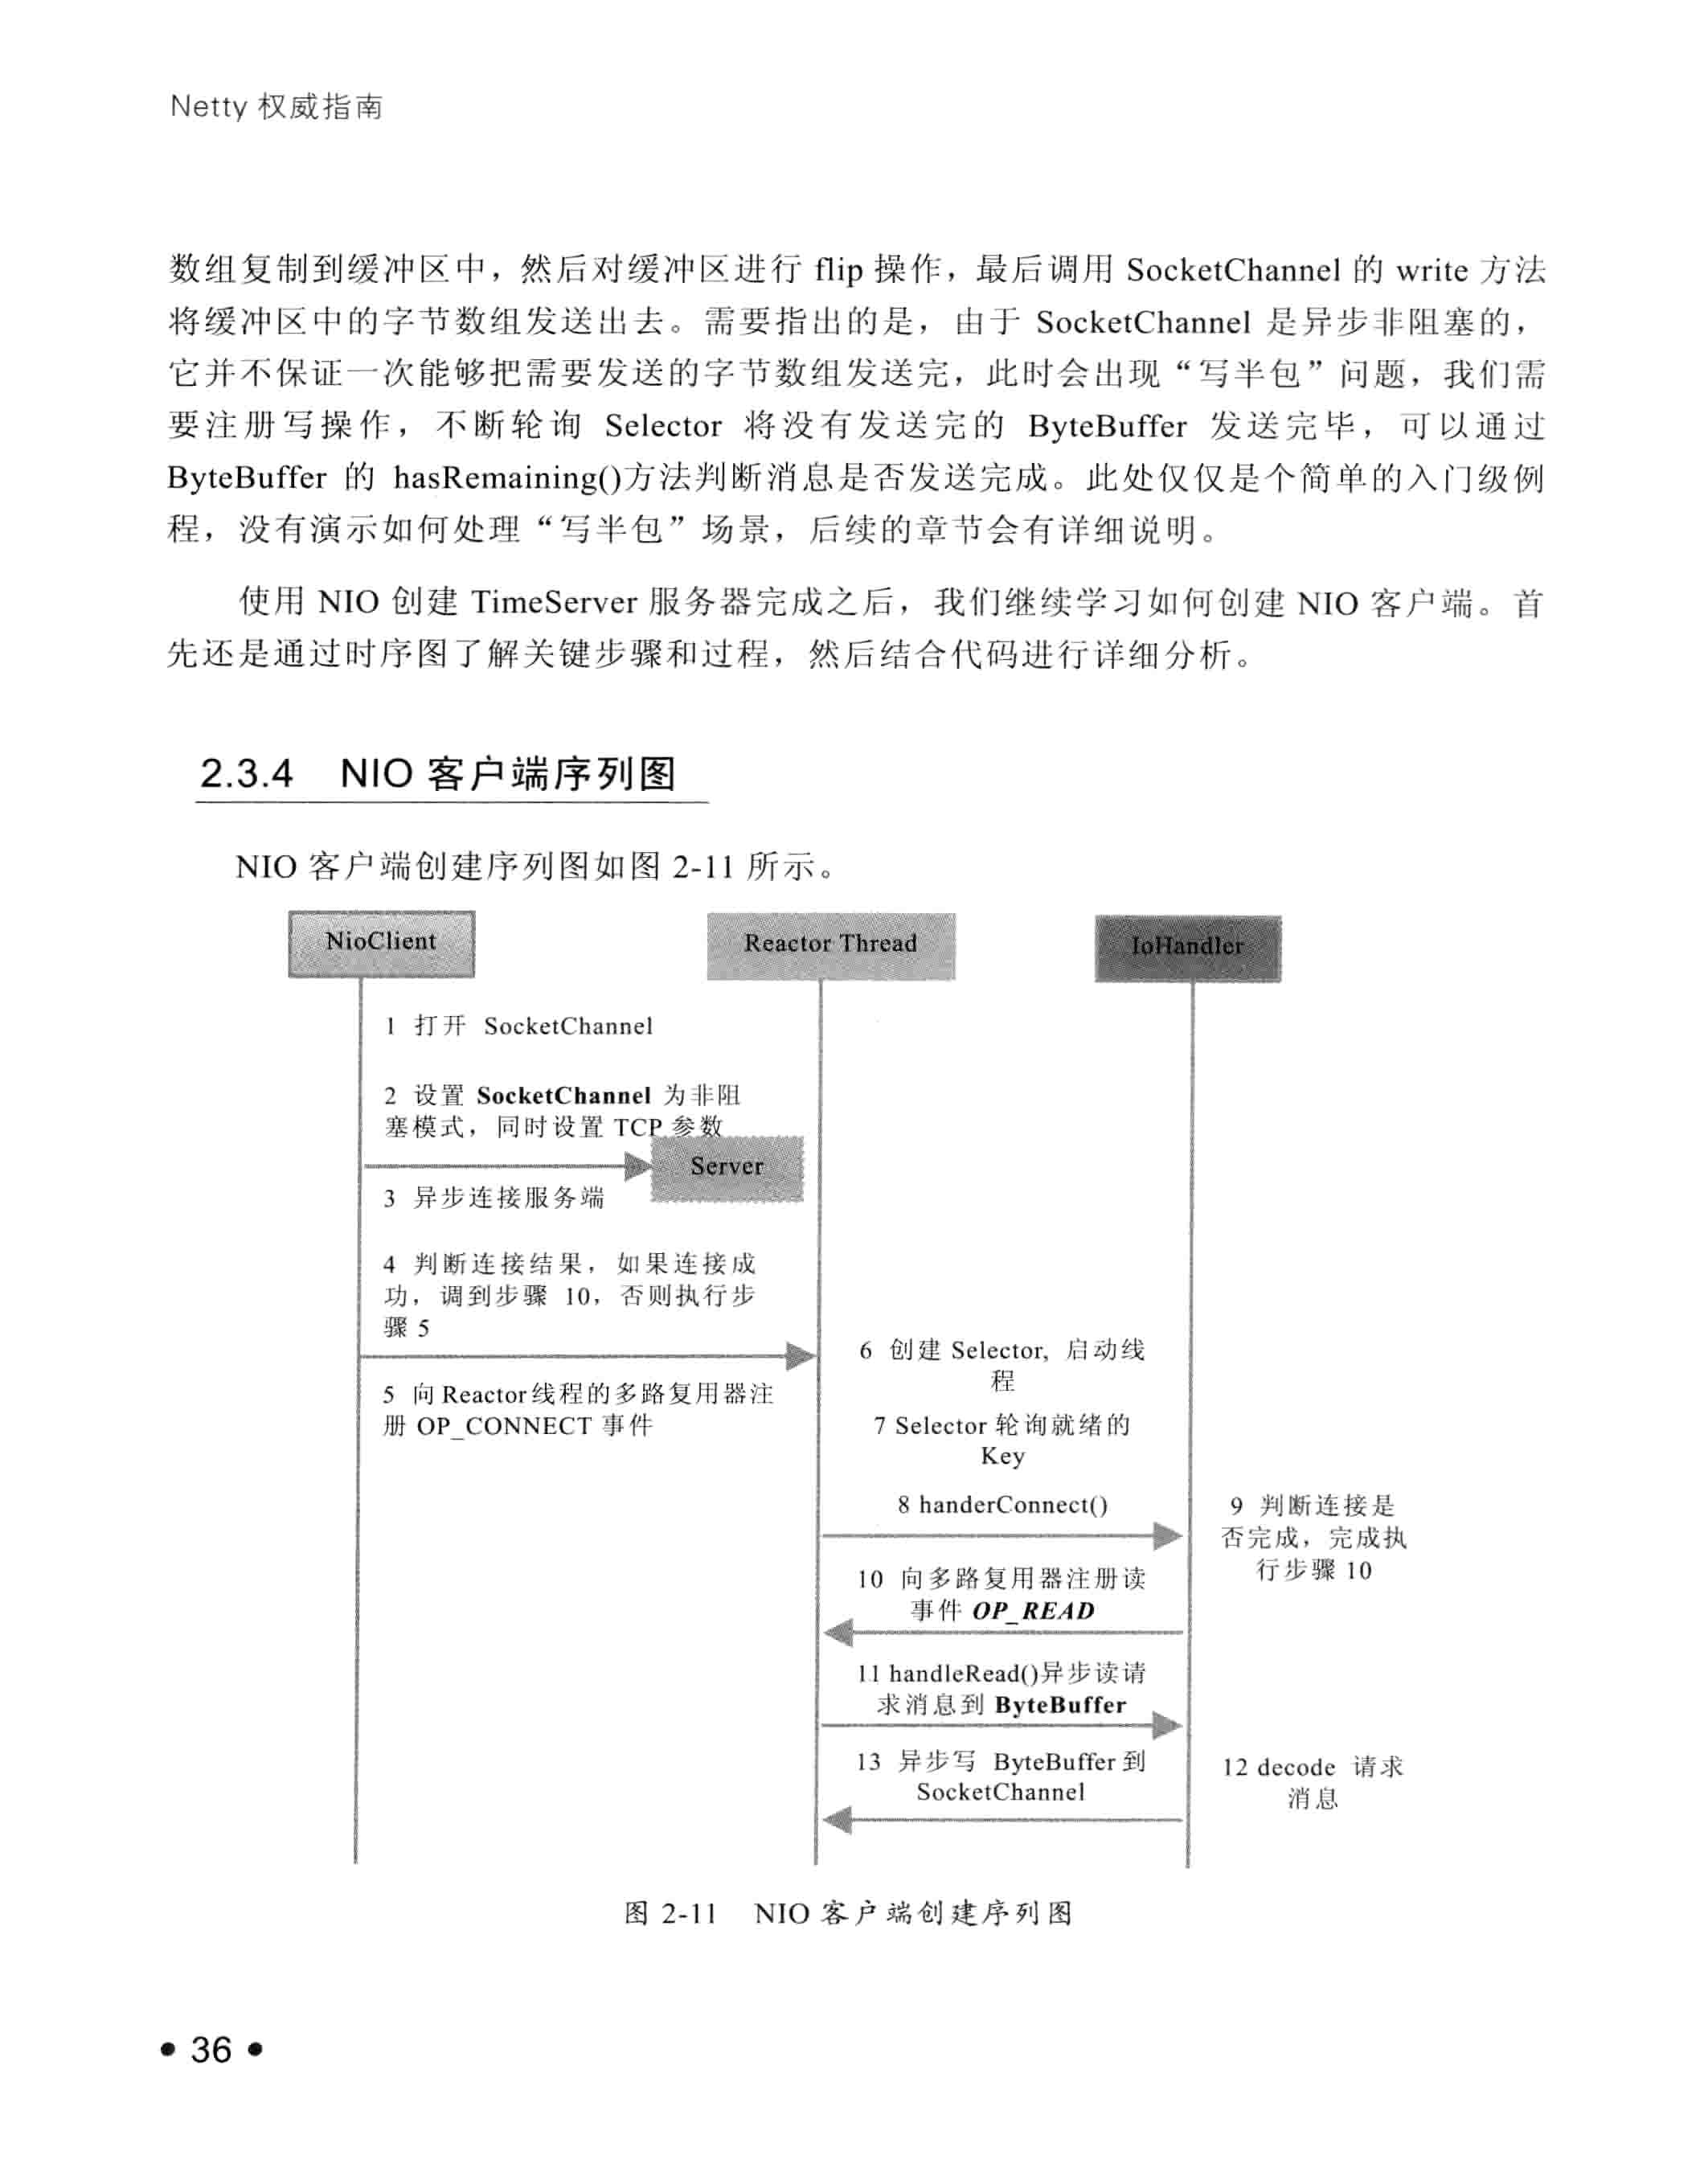 Netty 权威指南
数组复制到缓冲区中，然后对缓冲区进行 flip 操作，最后调用 SocketChannel 的 write 方法
将缓冲区中的字节数组发送出去。需要指出的是，由于 SocketChannel 是异步非阻塞的，
它并不保证一次能够把需要发送的字节数组发送完，此时会出现“写半包”问题，我们需
要注册写操作，不断轮询 Selector 将没有发送完的 ByteBuffer 发送完毕，可以通过
ByteBuffer 的 hasRemaining()方法判断消息是否发送完成。此处仅仅是个简单的入门级例
程，没有演示如何处理“写半包”场景，后续的章节会有详细说明。
使用 NIO 创建 TimeServer 服务器完成之后，我们继续学习如何创建 NIO 客户端。首
先还是通过时序图了解关键步骤和过程，然后结合代码进行详细分析。
2.3.4 NIO 客户端序列图
NIO 客户端创建序列图如图 2-11 所示。
NioClient
Reactor Thread
IoHandler
1 打开 SocketChannel
2 设置 SocketChannel 为非阻
塞模式，同时设置 TCP 参数
Server
3 异步连接服务端
4 判断连接结果，如果连接成
功，调到步骤 10，否则执行步
骤 5
5 向 Reactor线程的多路复用器注
册 OP_CONNECT 事件
6 创建 Selector, 启动线
程
7 Selector 轮询就绪的
Key
8 handerConnect()
9 判断连接是
否完成，完成执
行步骤 10
10 向多路复用器注册读
事件 OP_READ
11 handleRead()异步读请
求消息到 ByteBuffer
13 异步写 ByteBuffer 到
SocketChannel
12 decode 请求
消息
图 2-11 NIO 客户端创建序列图
• 36 •